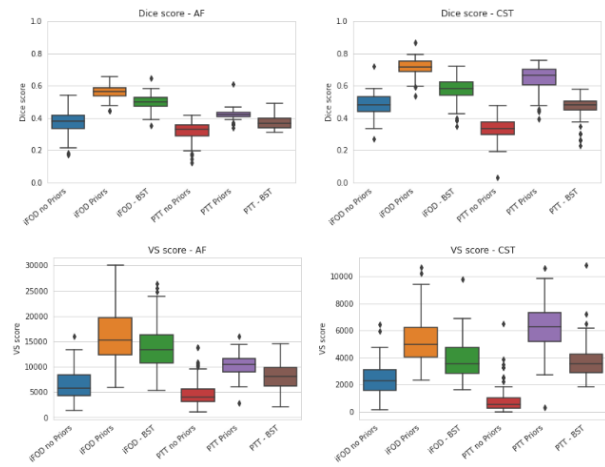 Dice score - AF
1.0
0.8
0.6
0.4
0.2
0.0
Dice score
iFOD no Priors
iFOD Priors
iFOD - BST
PTT no Priors
PTT Priors
PTT - BST
Dice score - CST
1.0
0.8
0.6
0.4
0.2
0.0
Dice score
iFOD no Priors
iFOD Priors
iFOD - BST
PTT no Priors
PTT Priors
PTT - BST
VS score - AF
30000
25000
20000
15000
10000
5000
0
VS score
iFOD no Priors
iFOD Priors
iFOD - BST
PTT no Priors
PTT Priors
PTT - BST
VS score - CST
10000
8000
6000
4000
2000
0
VS score
iFOD no Priors
iFOD Priors
iFOD - BST
PTT no Priors
PTT Priors
PTT - BST